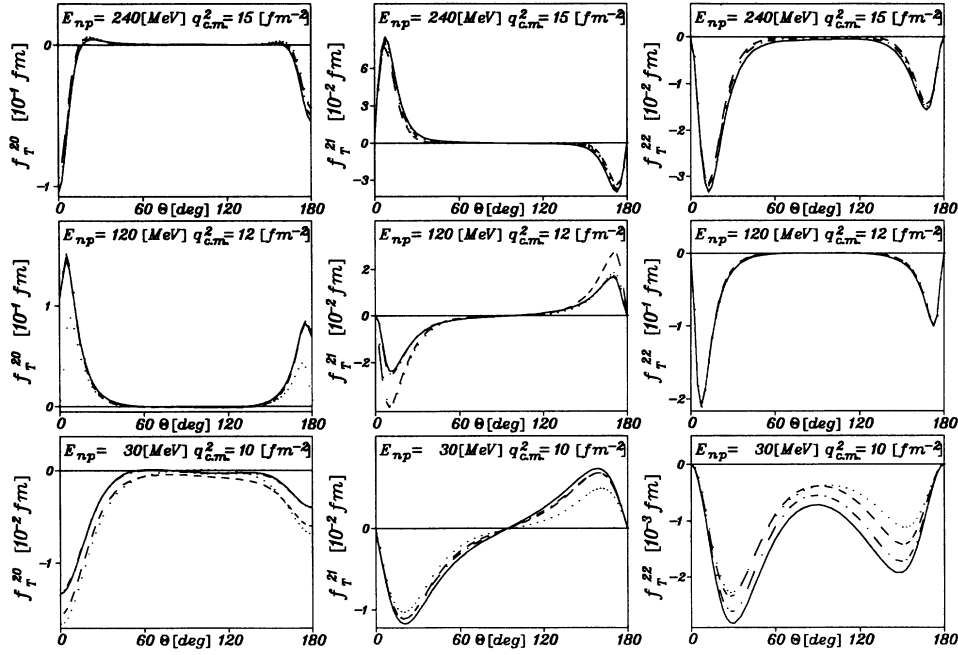 E_np = 240[MeV] q²_c.m. = 15 [fm⁻²]
f_T^20 [10⁻¹ fm]
0
-1
0 60 Θ[deg] 120 180
E_np = 240[MeV] q²_c.m. = 15 [fm⁻²]
f_T^21 [10⁻² fm]
6
3
0
-3
0 60 Θ[deg] 120 180
E_np = 240[MeV] q²_c.m. = 15 [fm⁻²]
f_T^22 [10⁻² fm]
0
-1
-2
-3
0 60 Θ[deg] 120 180
E_np = 120 [MeV] q²_c.m. = 12 [fm⁻²]
f_T^20 [10⁻¹ fm]
1
0
0 60 Θ[deg] 120 180
E_np = 120 [MeV] q²_c.m. = 12 [fm⁻²]
f_T^21 [10⁻² fm]
2
0
-2
0 60 Θ[deg] 120 180
E_np = 120 [MeV] q²_c.m. = 12 [fm⁻²]
f_T^22 [10⁻¹ fm]
0
-1
-2
0 60 Θ[deg] 120 180
E_np = 30[MeV] q²_c.m. = 10 [fm⁻²]
f_T^20 [10⁻² fm]
0
-1
0 60 Θ[deg] 120 180
E_np = 30[MeV] q²_c.m. = 10 [fm⁻²]
f_T^21 [10⁻² fm]
0
-1
0 60 Θ[deg] 120 180
E_np = 30[MeV] q²_c.m. = 10 [fm⁻²]
f_T^22 [10⁻³ fm]
0
-1
-2
0 60 Θ[deg] 120 180